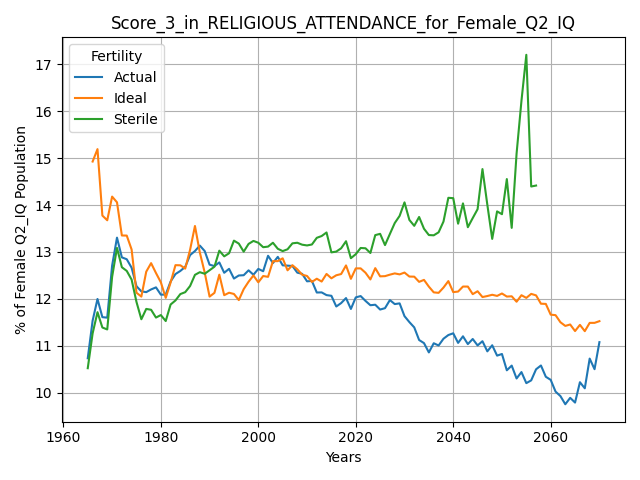 Score_3_in_RELIGIOUS_ATTENDANCE_for_Female_Q2_IQ
Fertility
Actual
Ideal
Sterile
% of Female Q2_IQ Population
17
16
15
14
13
12
11
10
1960
1980
2000
2020
2040
2060
Years